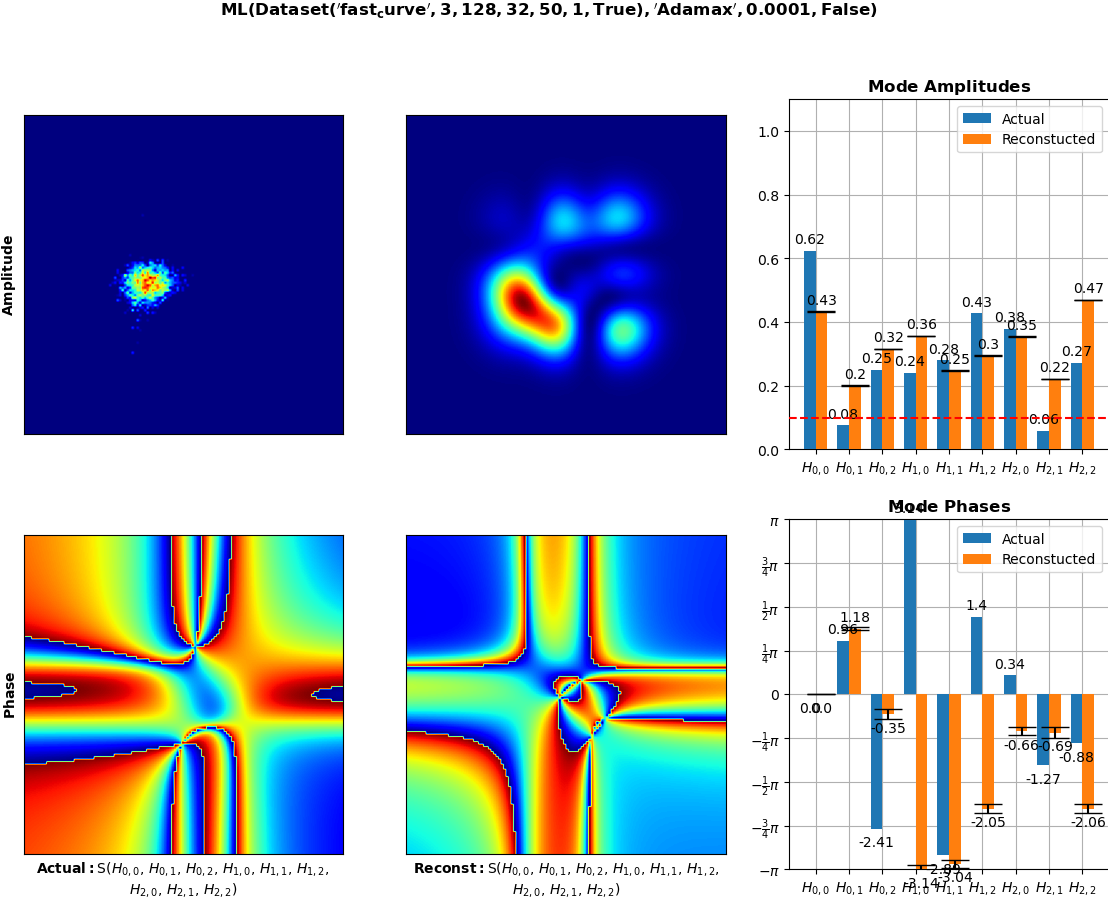 ML(Dataset(′fast_curve′, 3, 128, 32, 50, 1, True), ′Adamax′, 0.0001, False)
Amplitude
Mode Amplitudes
Actual
Reconstucted
1.0
0.8
0.6
0.4
0.2
0.0
0.62
0.43
0.08
0.2
0.25
0.32
0.24
0.36
0.28
0.25
0.43
0.3
0.38
0.35
0.06
0.22
0.27
0.47
H0,0 H0,1 H0,2 H1,0 H1,1 H1,2 H2,0 H2,1 H2,2
Phase
Actual: S(H0,0, H0,1, H0,2, H1,0, H1,1, H1,2,
H2,0, H2,1, H2,2)
Reconst: S(H0,0, H0,1, H0,2, H1,0, H1,1, H1,2,
H2,0, H2,1, H2,2)
Mode Phases
Actual
Reconstucted
π
3/4π
1/2π
1/4π
0
−1/4π
−1/2π
−3/4π
−π
0.0
0.0
0.96
1.18
-2.41
-0.35
3.14
-3.14
-2.89
-3.04
1.4
-2.05
0.34
-0.66
-1.27
-0.69
-0.88
-2.06
H0,0 H0,1 H0,2 H1,0 H1,1 H1,2 H2,0 H2,1 H2,2